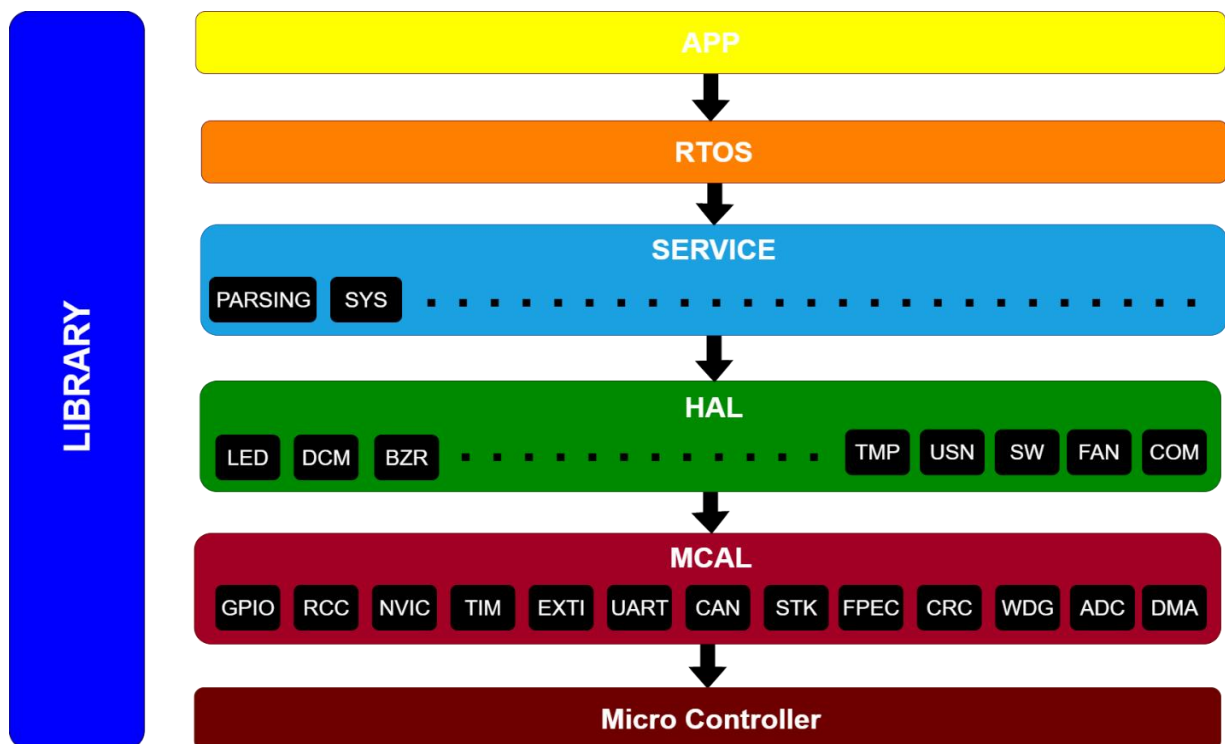 LIBRARY
APP
RTOS
SERVICE
PARSING SYS
HAL
LED DCM BZR TMP USN SW FAN COM
MCAL
GPIO RCC NVIC TIM EXTI UART CAN STK FPEC CRC WDG ADC DMA
Micro Controller